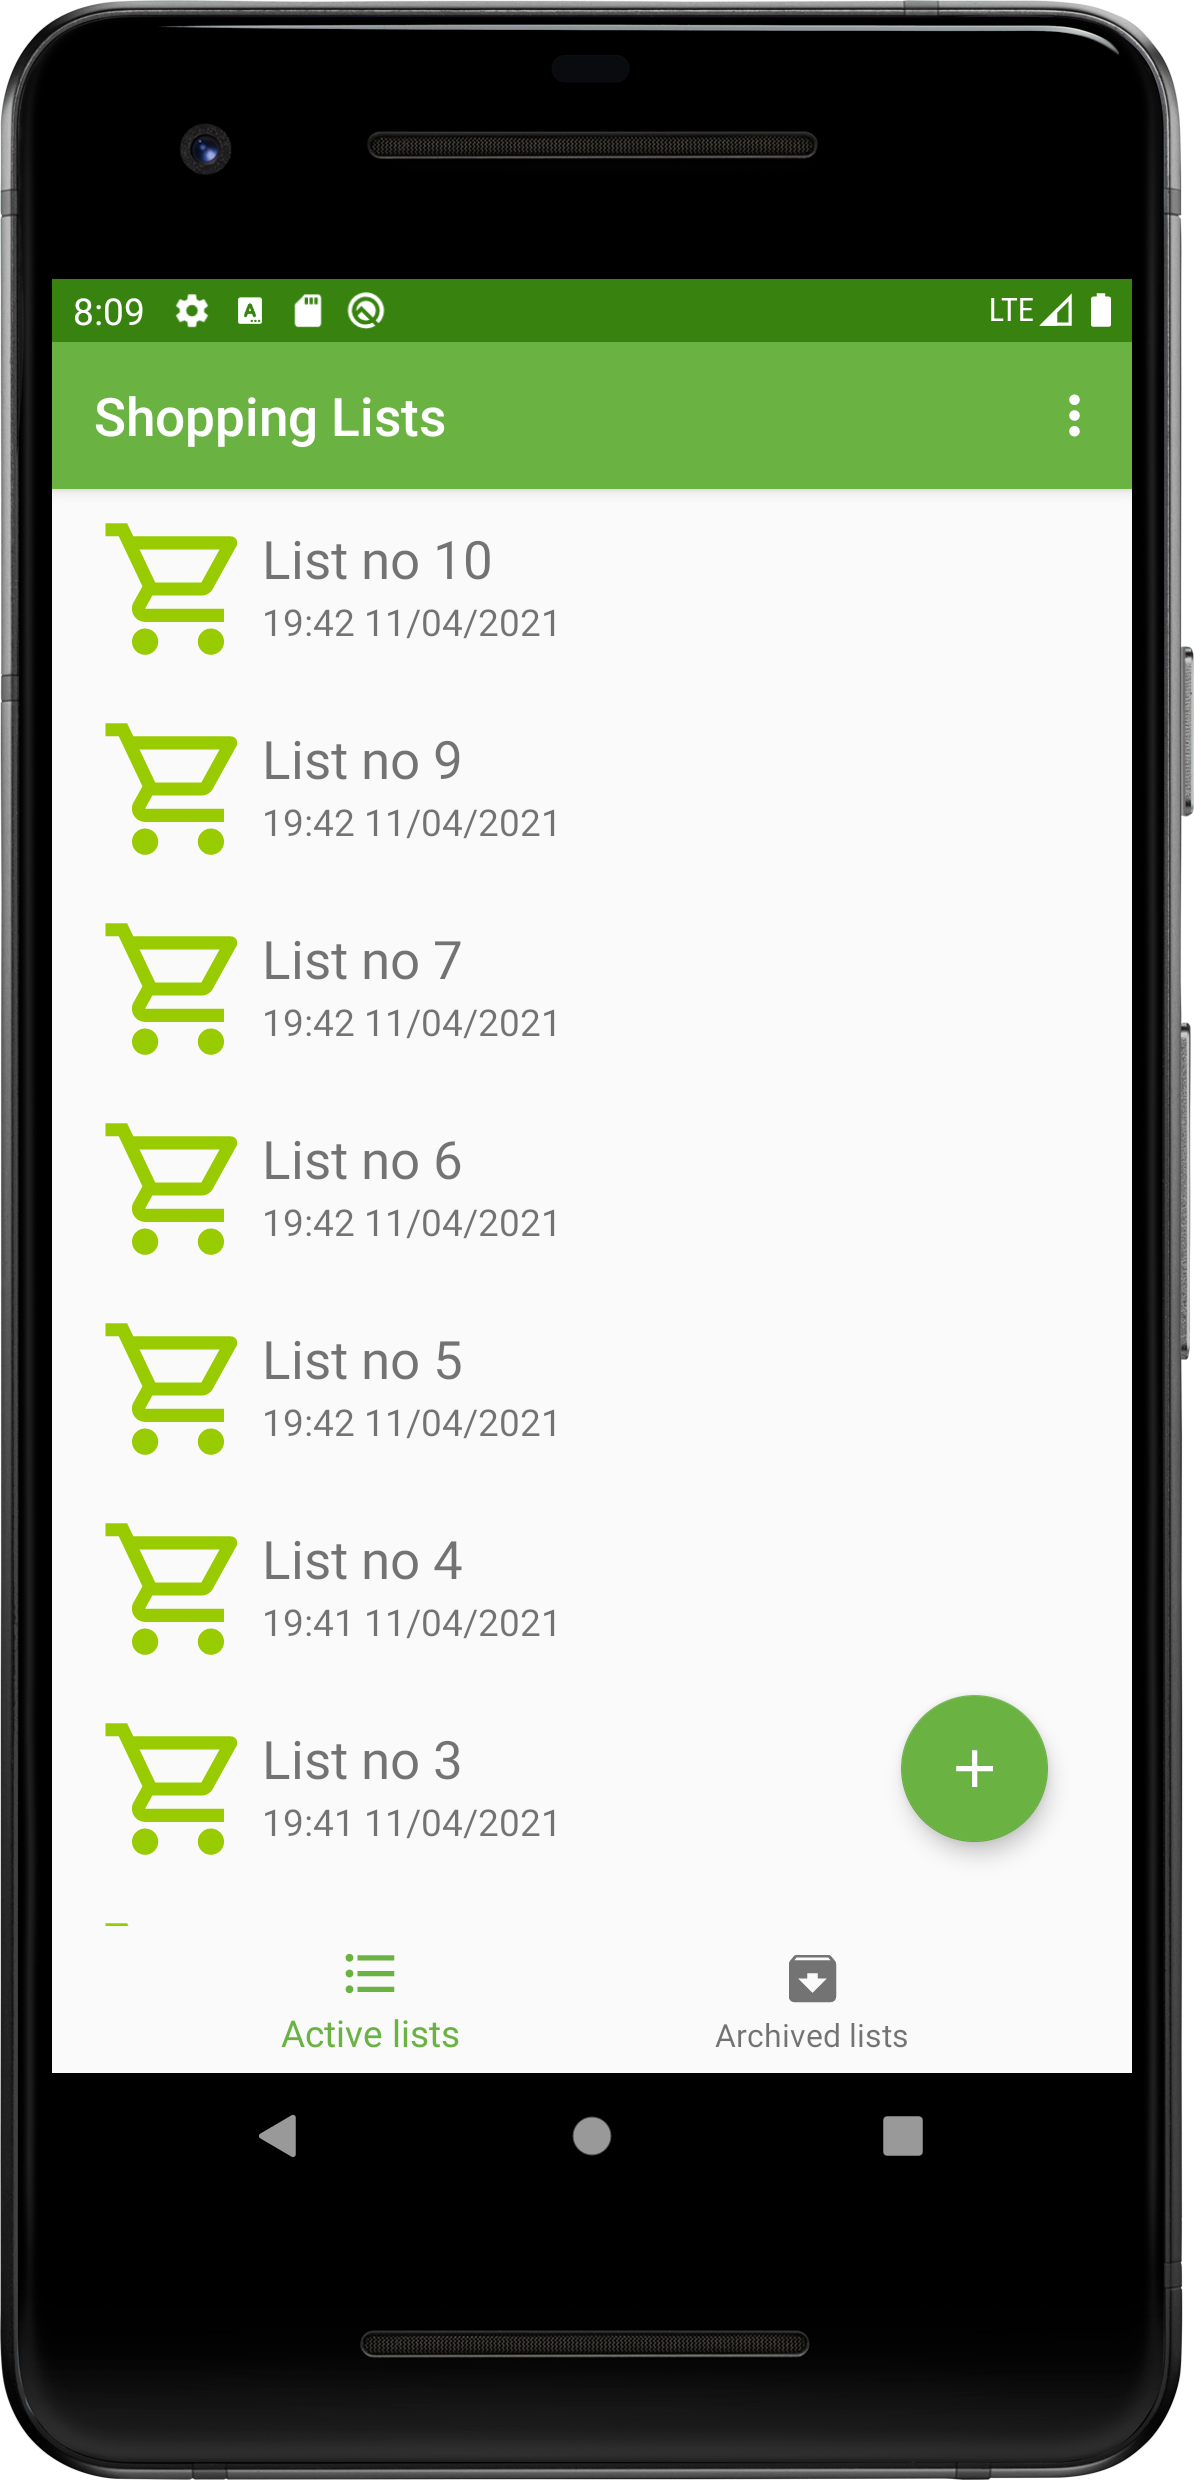 8:09
LTE
Shopping Lists
List no 10
19:42 11/04/2021
List no 9
19:42 11/04/2021
List no 7
19:42 11/04/2021
List no 6
19:42 11/04/2021
List no 5
19:42 11/04/2021
List no 4
19:41 11/04/2021
List no 3
19:41 11/04/2021
Active lists
Archived lists